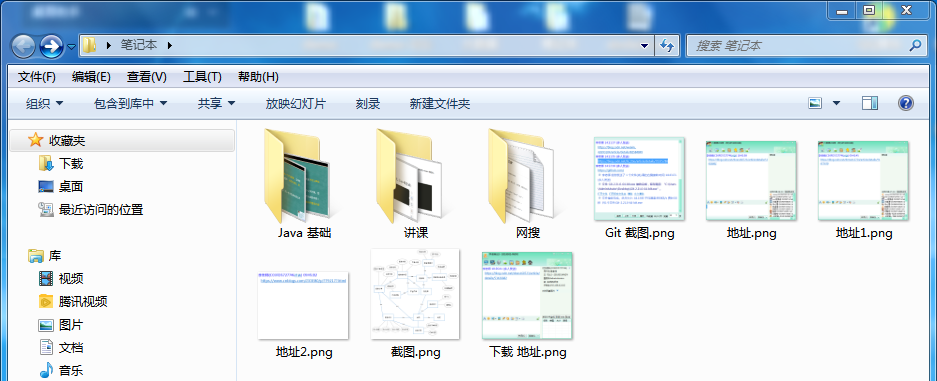 笔记本
搜索 笔记本
文件(F) 编辑(E) 查看(V) 工具(T) 帮助(H)
组织 包含到库中 共享 放映幻灯片 刻录 新建文件夹
收藏夹
下载
桌面
最近访问的位置
库
视频
腾讯视频
图片
文档
音乐
Java 基础
讲课
网搜
Git 截图.png
地址.png
地址1.png
地址2.png
截图.png
下载 地址.png